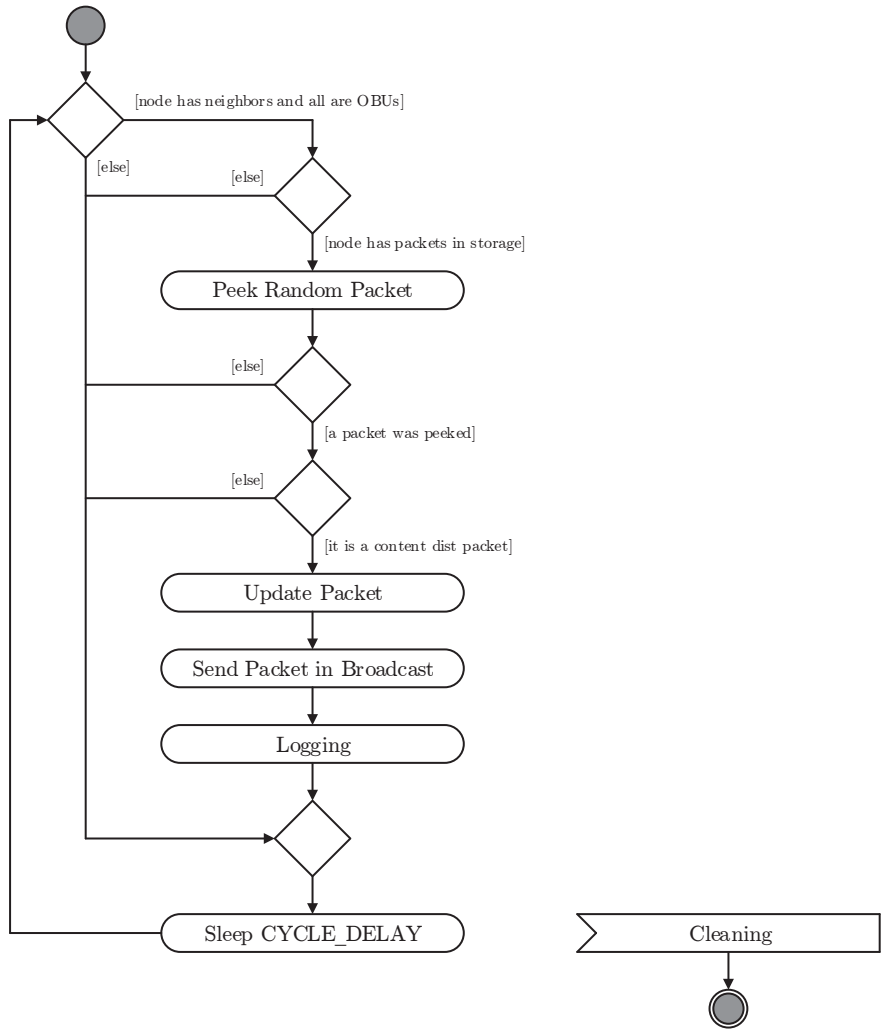 [node has neighbors and all are OBUs]
[else]
[else]
[node has packets in storage]
Peek Random Packet
[else]
[a packet was peeked]
[else]
[it is a content dist packet]
Update Packet
Send Packet in Broadcast
Logging
Sleep CYCLE_DELAY
Cleaning